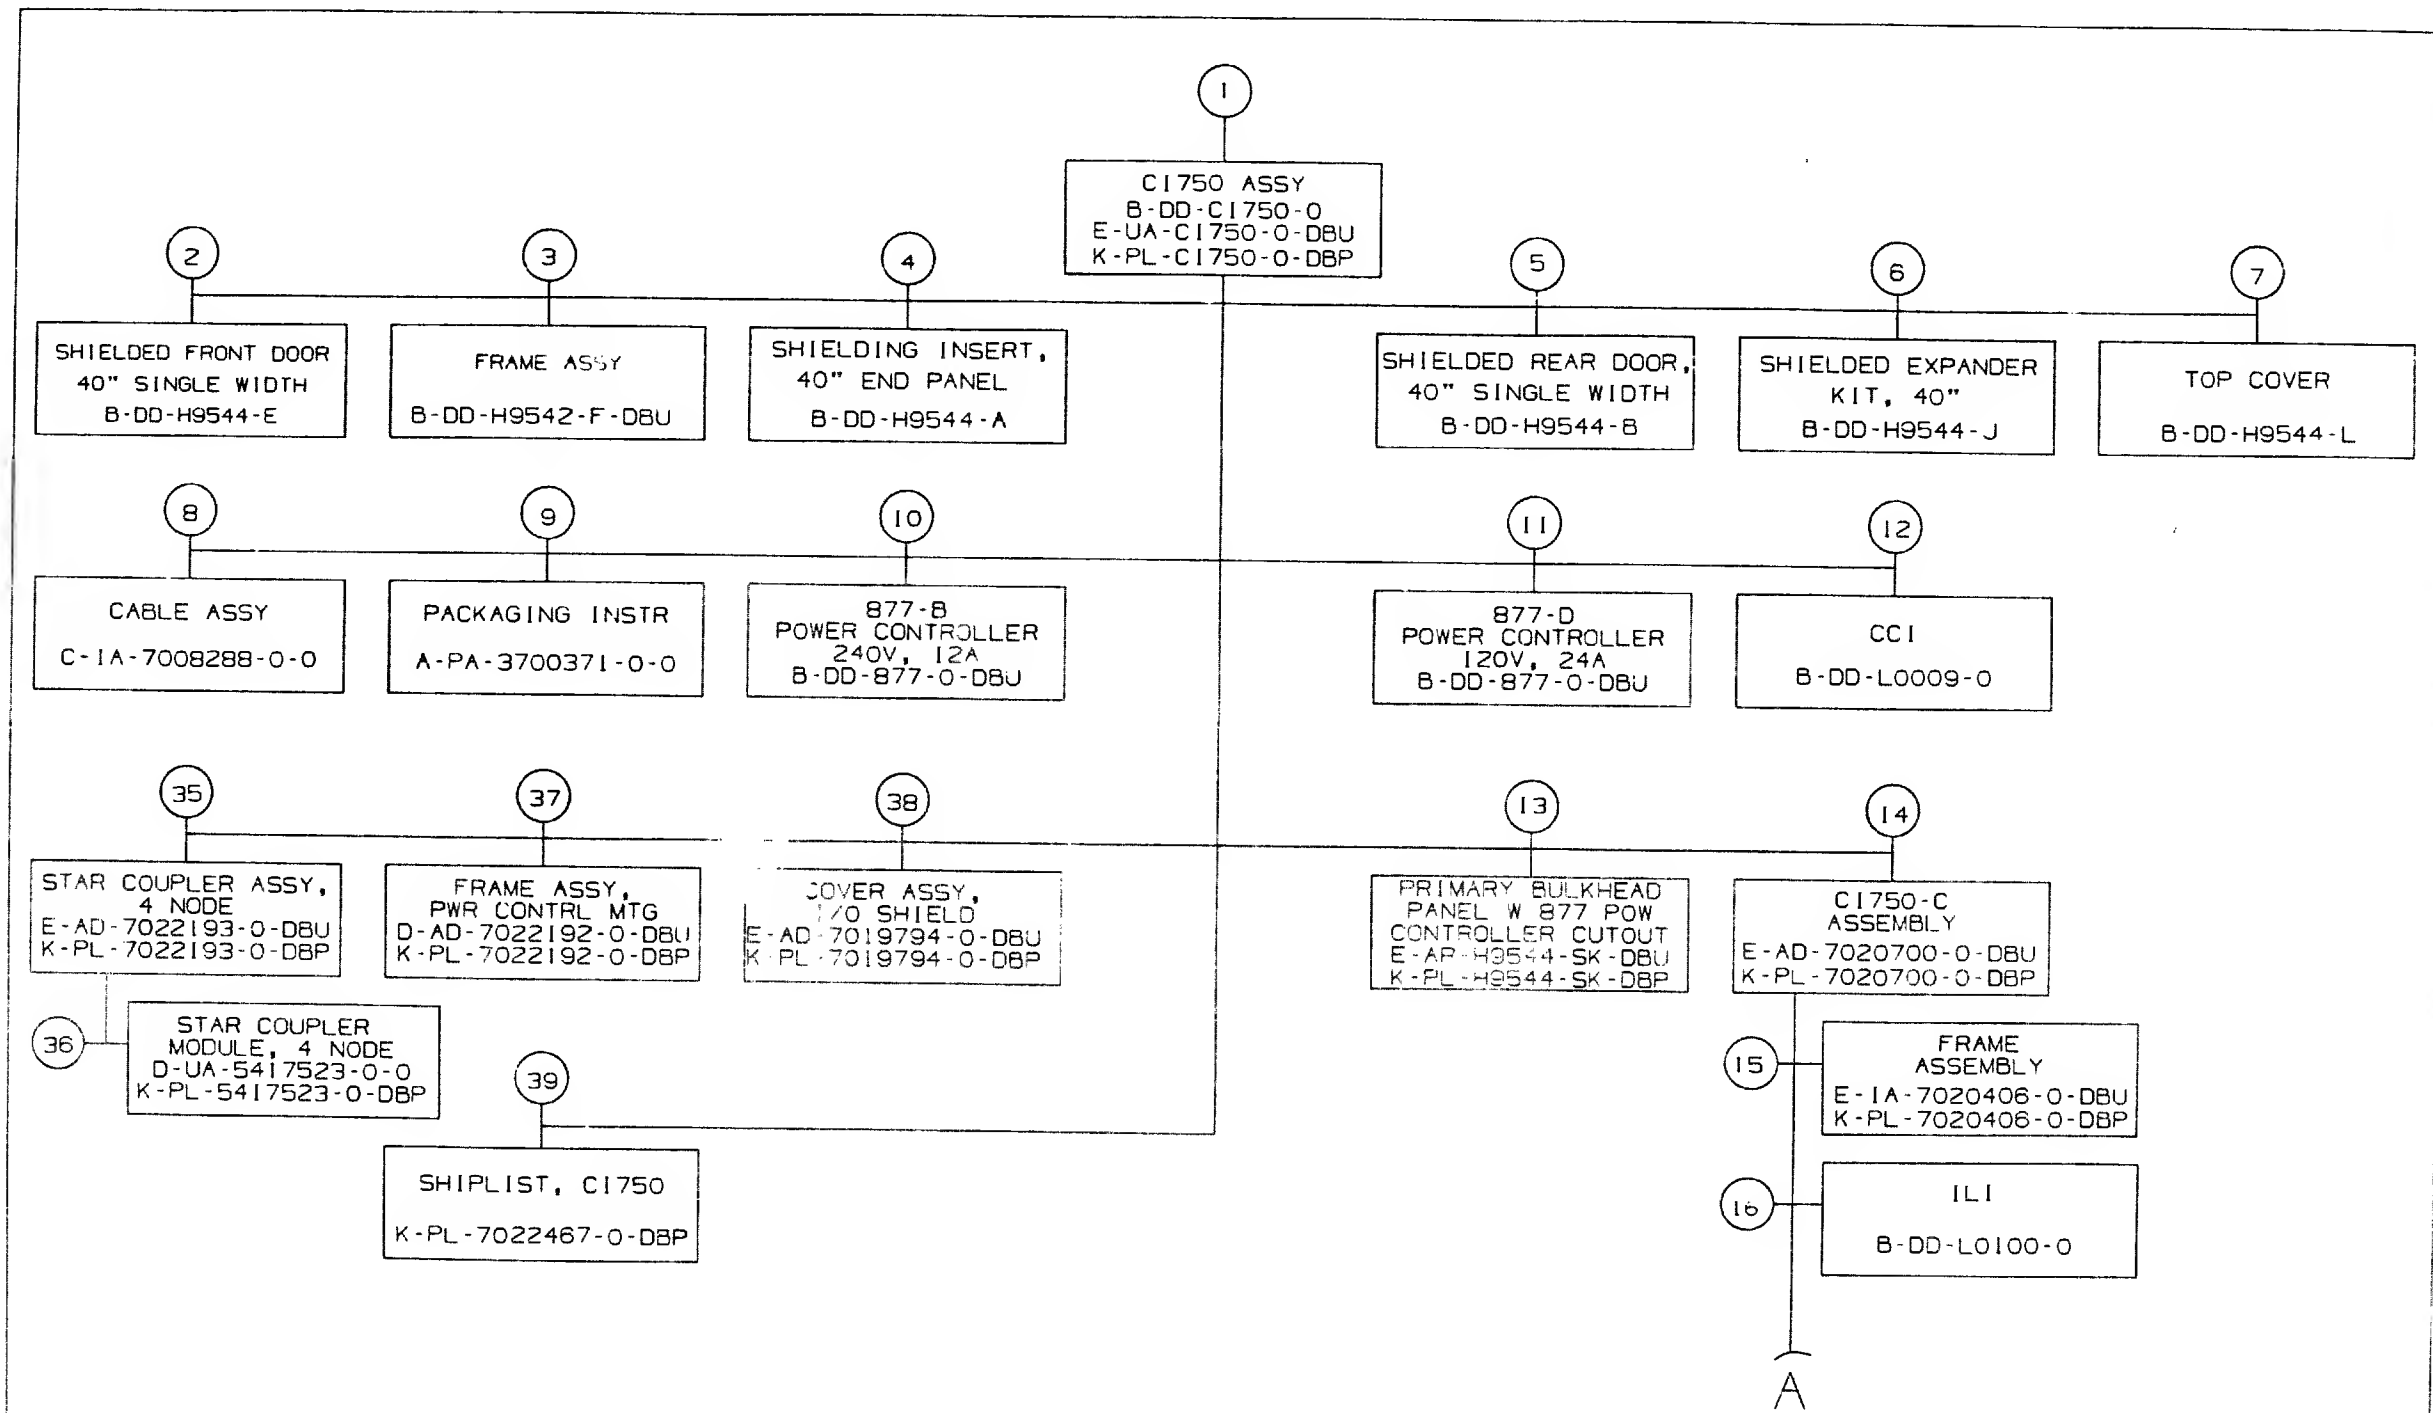 1
CI750 ASSY
B-DD-CI750-0
E-UA-CI750-0-DBU
K-PL-CI750-0-DBP
2
SHIELDED FRONT DOOR
40" SINGLE WIDTH
B-DD-H9544-E
3
FRAME ASSY
B-DD-H9542-F-DBU
4
SHIELDING INSERT,
40" END PANEL
B-DD-H9544-A
5
SHIELDED REAR DOOR,
40" SINGLE WIDTH
B-DD-H9544-B
6
SHIELDED EXPANDER
KIT, 40"
B-DD-H9544-J
7
TOP COVER
B-DD-H9544-L
8
CABLE ASSY
C-IA-7008288-0-0
9
PACKAGING INSTR
A-PA-3700371-0-0
10
877-B
POWER CONTROLLER
240V, 12A
B-DD-877-0-DBU
11
877-D
POWER CONTROLLER
120V, 24A
B-DD-877-0-DBU
12
CCI
B-DD-L0009-0
35
STAR COUPLER ASSY,
4 NODE
E-AD-7022193-0-DBU
K-PL-7022193-0-DBP
36
STAR COUPLER
MODULE, 4 NODE
D-UA-5417523-0-0
K-PL-5417523-0-DBP
37
FRAME ASSY,
PWR CONTRL MTG
D-AD-7022192-0-DBU
K-PL-7022192-0-DBP
38
COVER ASSY,
I/O SHIELD
E-AD-7019794-0-DBU
K-PL-7019794-0-DBP
13
PRIMARY BULKHEAD
PANEL W 877 POW
CONTROLLER CUTOUT
E-AR-H9544-SK-DBU
K-PL-H9544-SK-DBP
14
CI750-C
ASSEMBLY
E-AD-7020700-0-DBU
K-PL-7020700-0-DBP
15
FRAME
ASSEMBLY
E-IA-7020406-0-DBU
K-PL-7020406-0-DBP
16
ILI
B-DD-L0100-0
39
SHIPLIST, CI750
K-PL-7022467-0-DBP
A